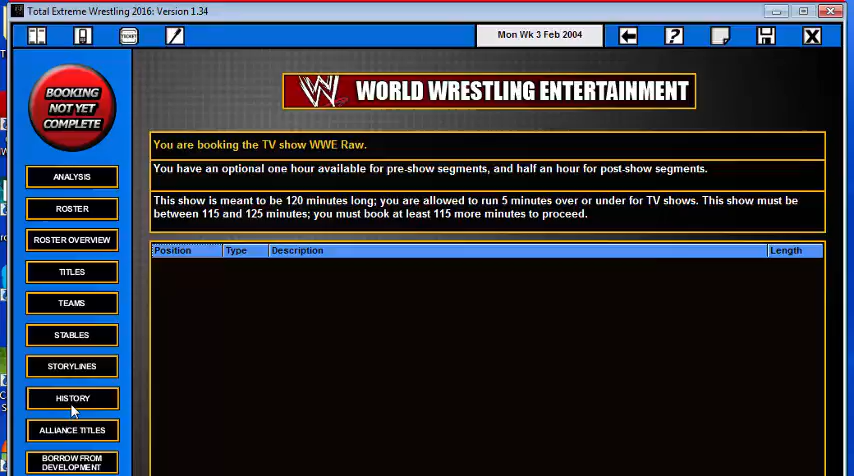 Total Extreme Wrestling 2016: Version 1.34
TICKET
Mon Wk 3 Feb 2004
?
BOOKING
NOT YET
COMPLETE
W WORLD WRESTLING ENTERTAINMENT
You are booking the TV show WWE Raw.
You have an optional one hour available for pre-show segments, and half an hour for post-show segments.
This show is meant to be 120 minutes long; you are allowed to run 5 minutes over or under for TV shows. This show must be
between 115 and 125 minutes; you must book at least 115 more minutes to proceed.
Position Type Description Length
ANALYSIS
ROSTER
ROSTER OVERVIEW
TITLES
TEAMS
STABLES
STORYLINES
HISTORY
ALLIANCE TITLES
BORROW FROM
DEVELOPMENT